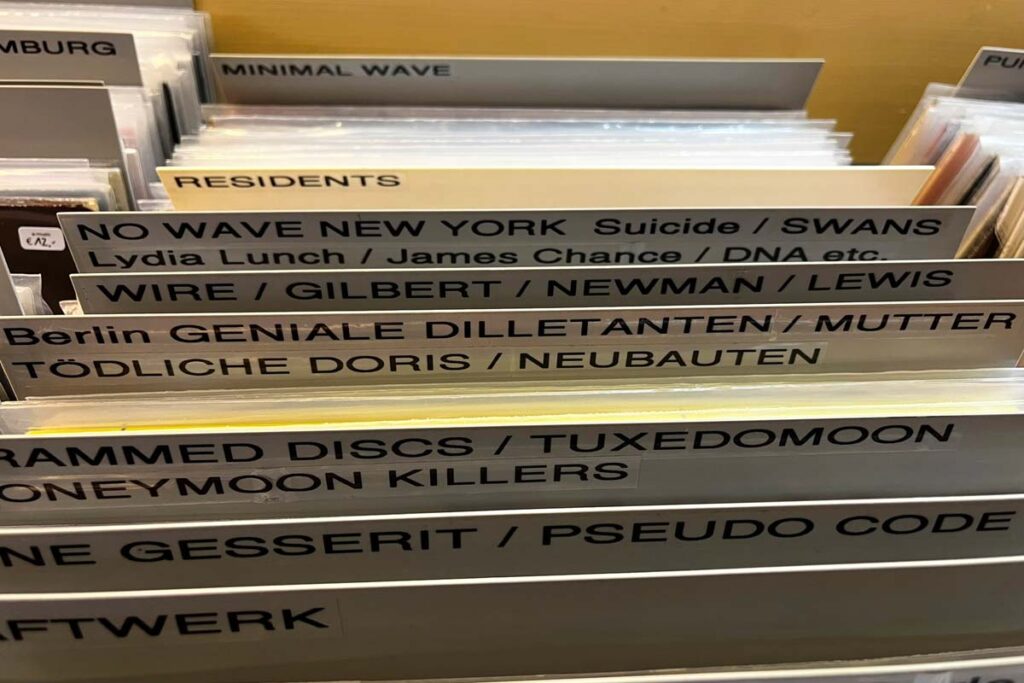 MBURG
MINIMAL WAVE
PU
RESIDENTS
€ 12,-
NO WAVE NEW YORK Suicide / SWANS
Lydia Lunch / James Chance / DNA etc.
WIRE / GILBERT / NEWMAN / LEWIS
Berlin GENIALE DILLETANTEN / MUTTER
TÖDLICHE DORIS / NEUBAUTEN
RAMMED DISCS / TUXEDOMOON
ONEYMOON KILLERS
NE GESSERIT / PSEUDO CODE
AFTWERK